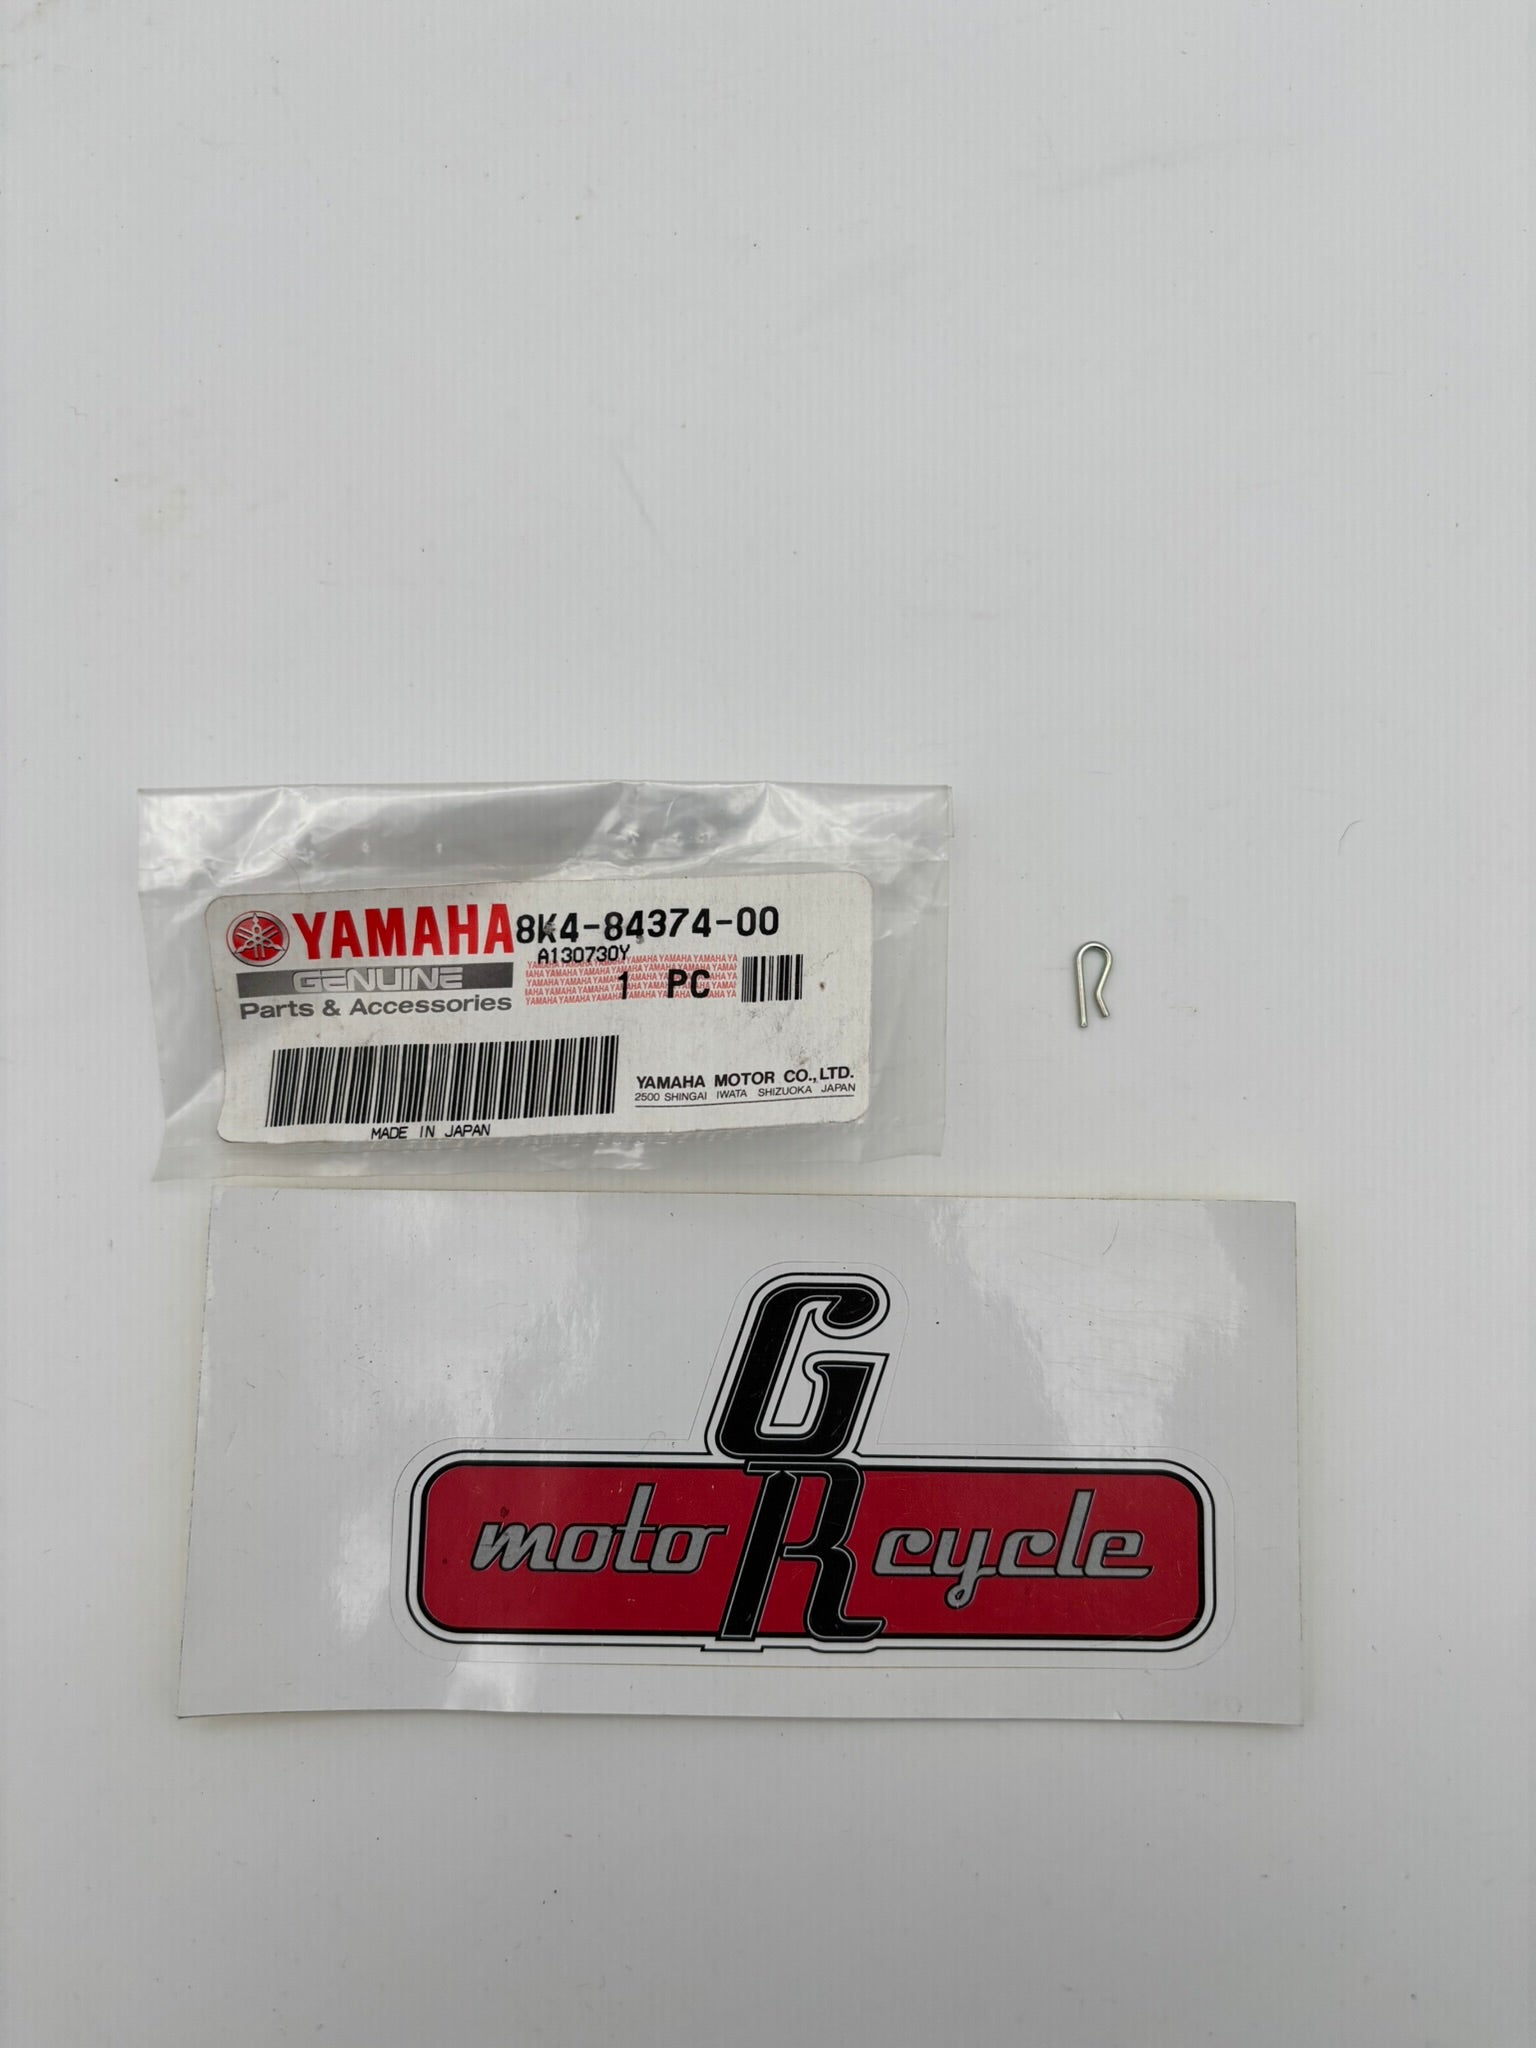 YAMAHA 8K4-84374-00
A130730Y
GENUINE
1 PC
Parts & Accessories
YAMAHA MOTOR CO., LTD.
2500 SHINGAI IWATA SHIZUOKA JAPAN
MADE IN JAPAN
G
moto R cycle